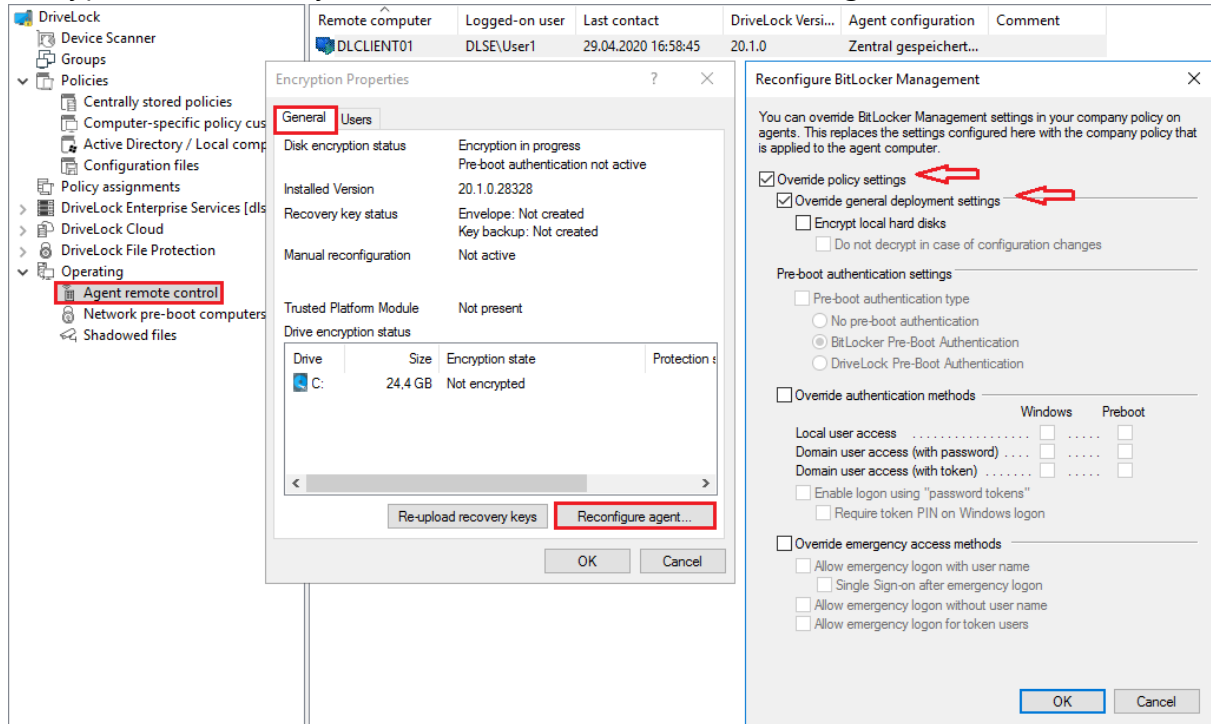 DriveLock
Device Scanner
Groups
Policies
Centrally stored policies
Computer-specific policy cus
Active Directory / Local comp
Configuration files
Policy assignments
DriveLock Enterprise Services [dls
DriveLock Cloud
DriveLock File Protection
Operating
Agent remote control
Network pre-boot computers
Shadowed files
Remote computer Logged-on user Last contact DriveLock Versi... Agent configuration Comment
DLCLIENT01 DLSE\User1 29.04.2020 16:58:45 20.1.0 Zentral gespeichert...
Encryption Properties ?
General Users
Disk encryption status Encryption in progress
Pre-boot authentication not active
Installed Version 20.1.0.28328
Recovery key status Envelope: Not created
Key backup: Not created
Manual reconfiguration Not active
Trusted Platform Module Not present
Drive encryption status
Drive Size Encryption state Protection s
C: 24,4 GB Not encrypted
Re-upload recovery keys Reconfigure agent...
OK Cancel
Reconfigure BitLocker Management
You can override BitLocker Management settings in your company policy on
agents. This replaces the settings configured here with the company policy that
is applied to the agent computer.
Override policy settings
Override general deployment settings
Encrypt local hard disks
Do not decrypt in case of configuration changes
Pre-boot authentication settings
Pre-boot authentication type
No pre-boot authentication
BitLocker Pre-Boot Authentication
DriveLock Pre-Boot Authentication
Override authentication methods
Windows Preboot
Local user access .................. .....
Domain user access (with password) .... .....
Domain user access (with token) ....... .....
Enable logon using "password tokens"
Require token PIN on Windows logon
Override emergency access methods
Allow emergency logon with user name
Single Sign-on after emergency logon
Allow emergency logon without user name
Allow emergency logon for token users
OK Cancel